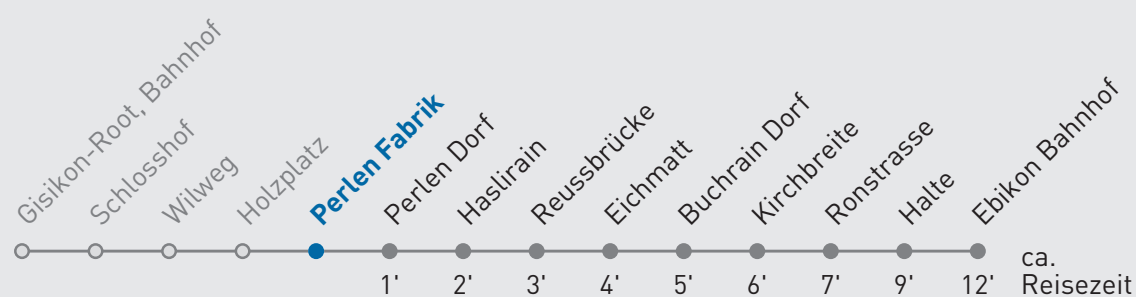 Gisikon-Root, Bahnhof
Schlosshof
Wilweg
Holzplatz
Perlen Fabrik
Perlen Dorf
Haslirain
Reussbrücke
Eichmatt
Buchrain Dorf
Kirchbreite
Ronstrasse
Halte
Ebikon Bahnhof
1' 2' 3' 4' 5' 6' 7' 9' 12'
ca.
Reisezeit